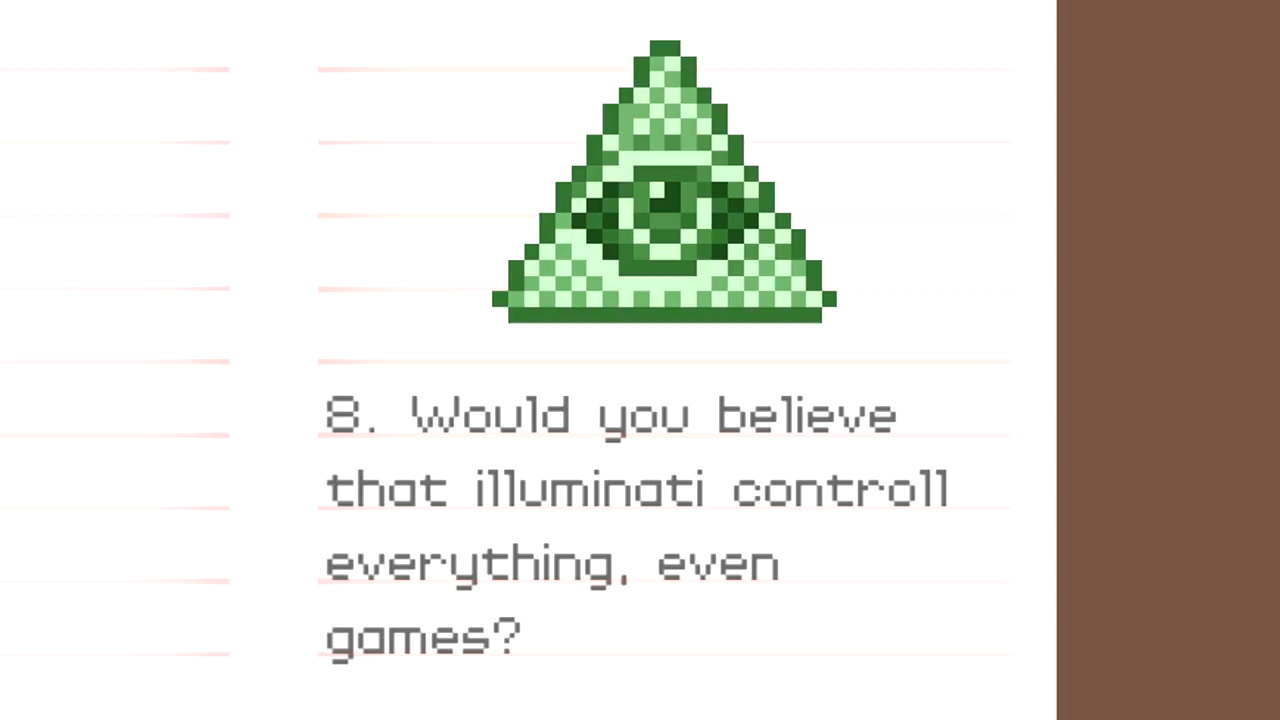 8. Would you believe
that illuminati controll
everything, even
games?